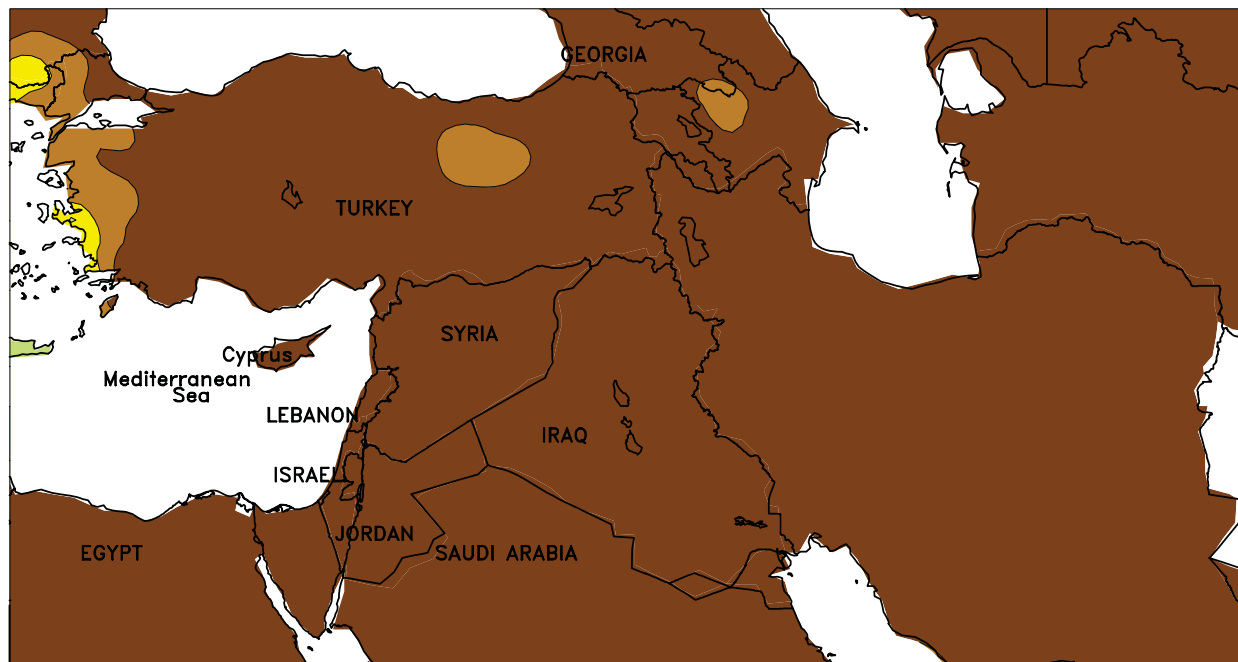 GEORGIA
TURKEY
SYRIA
Cyprus
Mediterranean
Sea
LEBANON
IRAQ
ISRAEL
JORDAN
EGYPT
SAUDI ARABIA